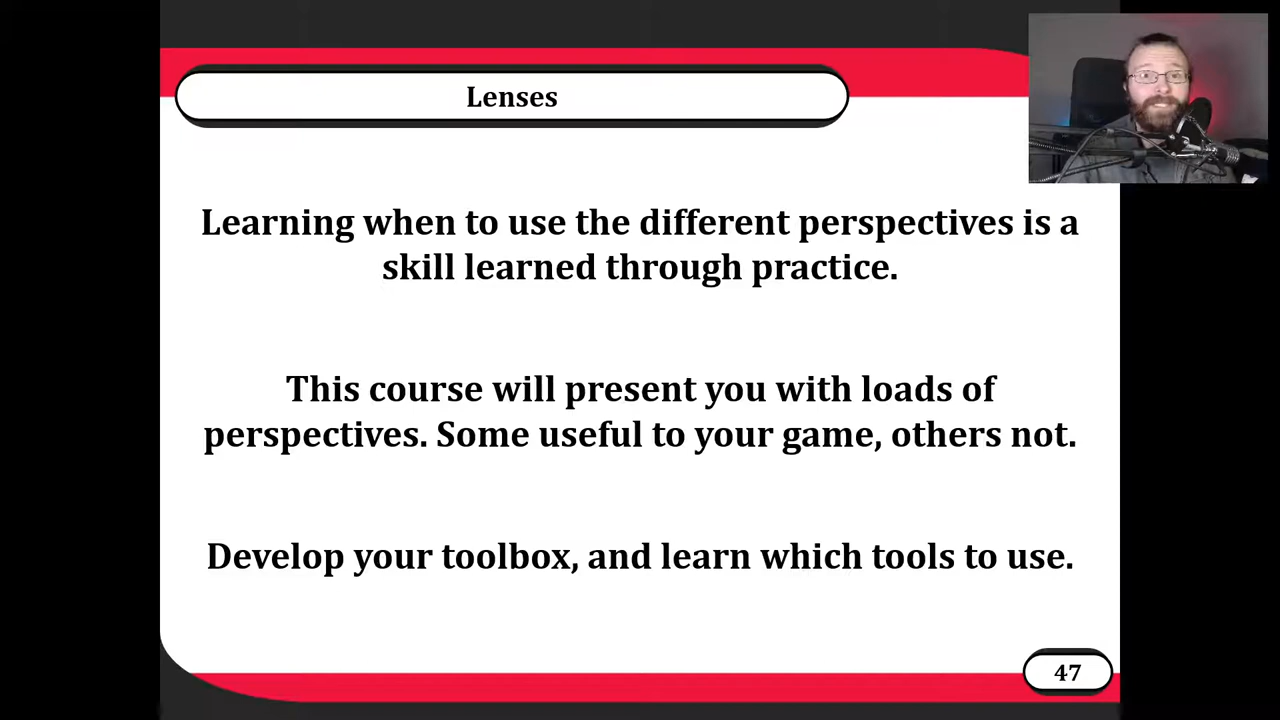 Lenses
Learning when to use the different perspectives is a
skill learned through practice.
This course will present you with loads of
perspectives. Some useful to your game, others not.
Develop your toolbox, and learn which tools to use.
47